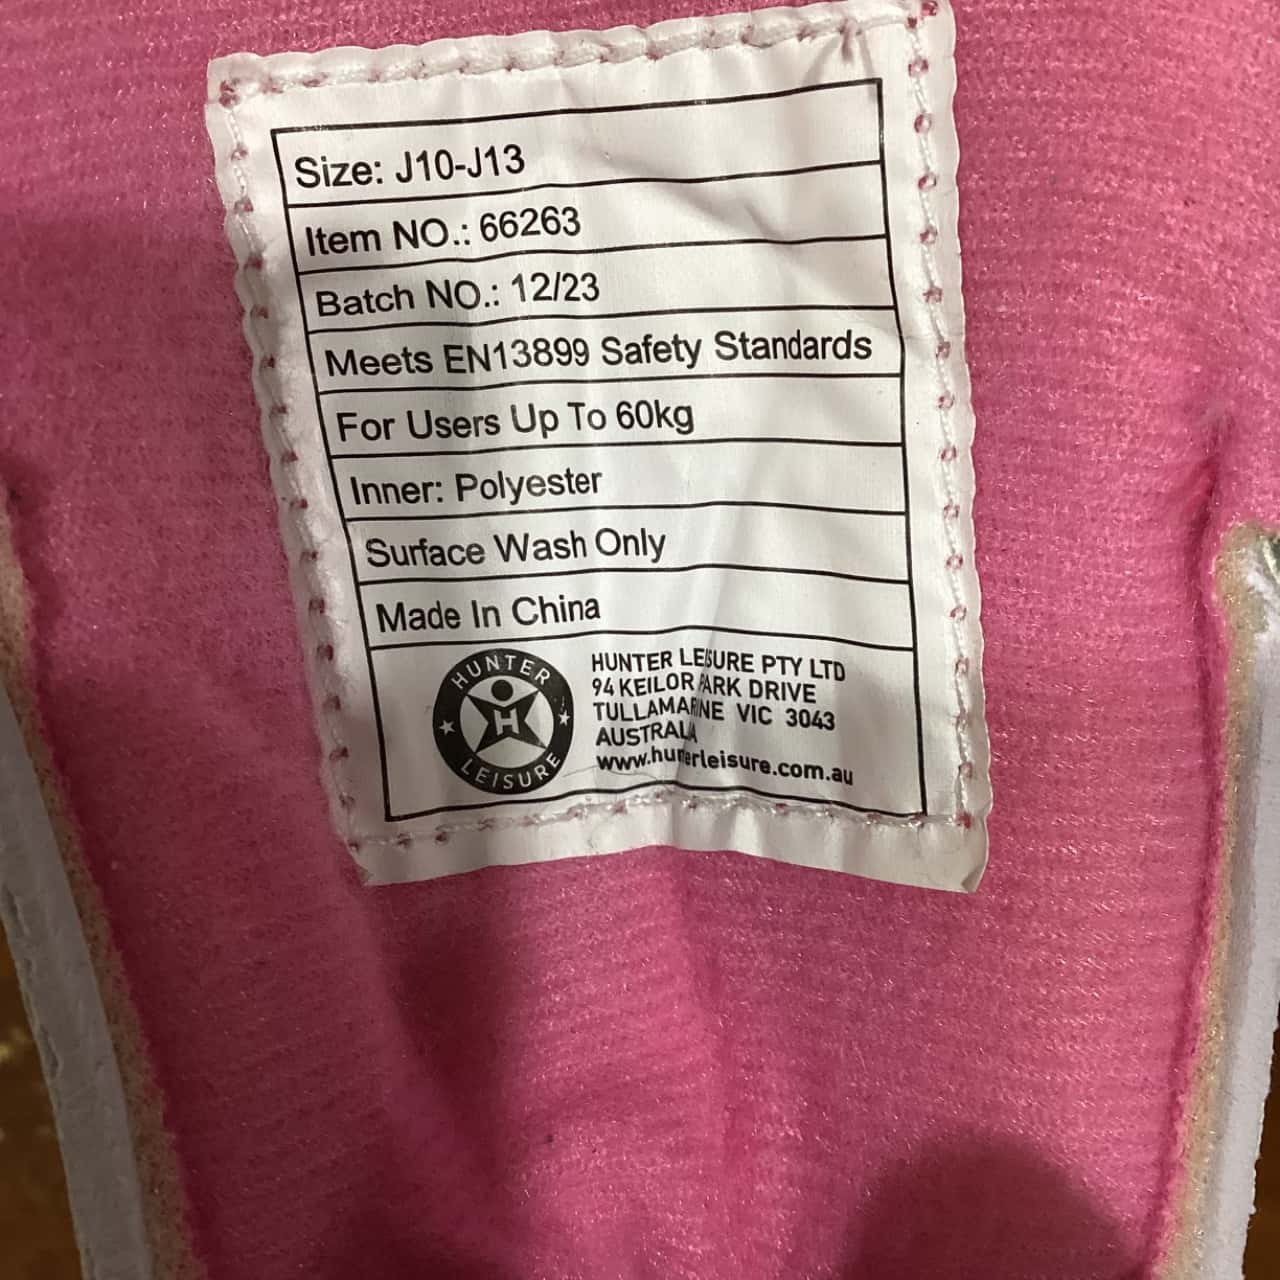 Size: J10-J13
Item NO.: 66263
Batch NO.: 12/23
Meets EN13899 Safety Standards
For Users Up To 60kg
Inner: Polyester
Surface Wash Only
Made In China
HUNTER
H
LEISURE
HUNTER LEISURE PTY LTD
94 KEILOR PARK DRIVE
TULLAMARINE VIC 3043
AUSTRALIA
www.hunterleisure.com.au